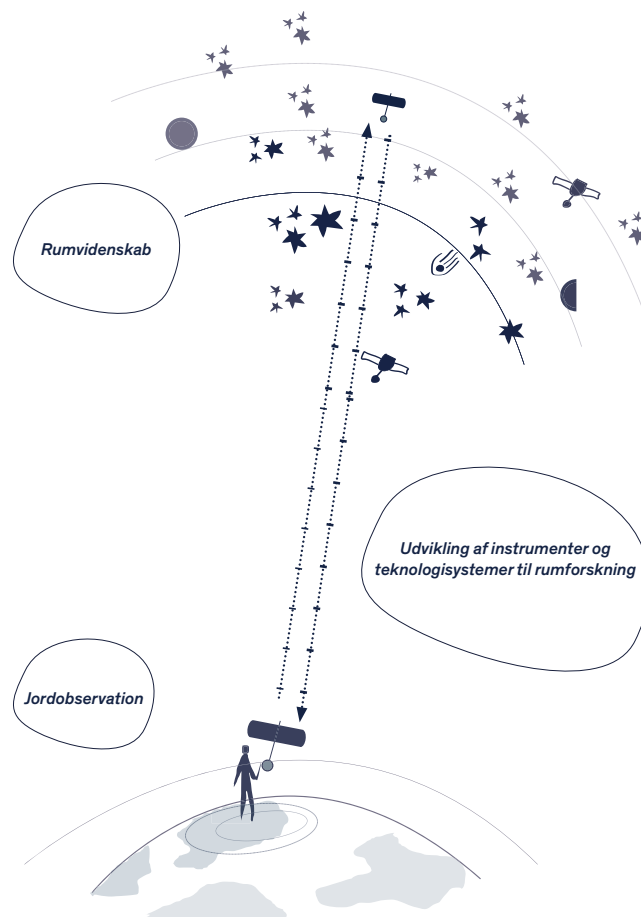 Rumvidenskab
Udvikling af instrumenter og
teknologisystemer til rumforskning
Jordobservation